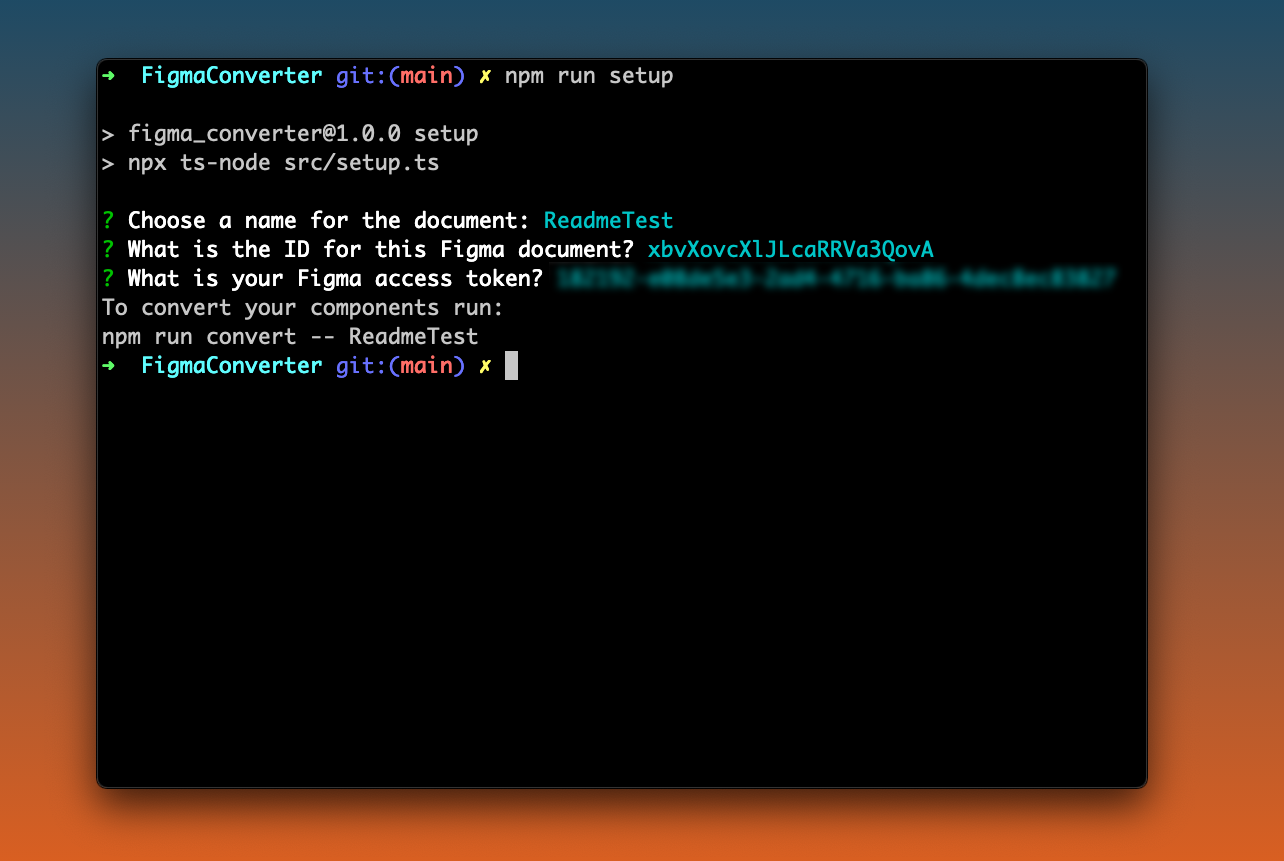 ➜  FigmaConverter git:(main) ✗ npm run setup
> figma_converter@1.0.0 setup
> npx ts-node src/setup.ts
? Choose a name for the document: ReadmeTest
? What is the ID for this Figma document? xbvXovcXlJLcaRRVa3QovA
? What is your Figma access token?
To convert your components run:
npm run convert -- ReadmeTest
➜  FigmaConverter git:(main) ✗